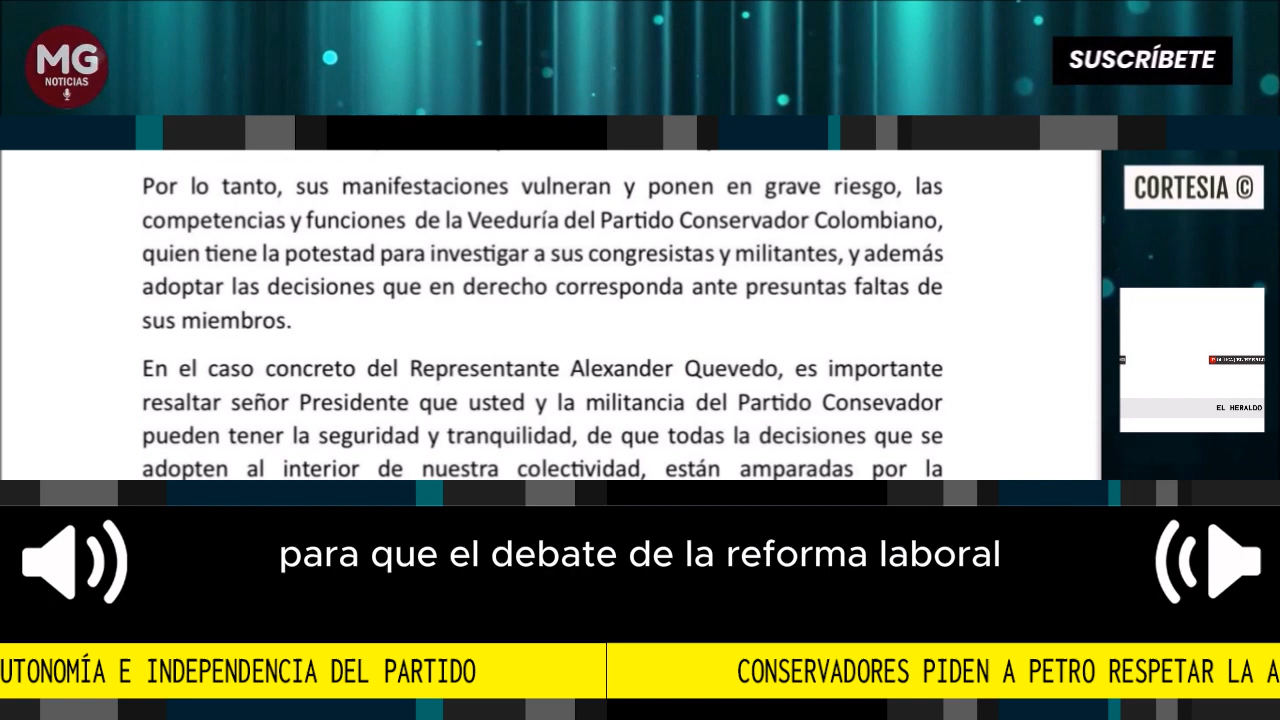 MG
NOTICIAS
SUSCRÍBETE
Por lo tanto, sus manifestaciones vulneran y ponen en grave riesgo, las
competencias y funciones de la Veeduría del Partido Conservador Colombiano,
quien tiene la potestad para investigar a sus congresistas y militantes, y además
adoptar las decisiones que en derecho corresponda ante presuntas faltas de
sus miembros.
En el caso concreto del Representante Alexander Quevedo, es importante
resaltar señor Presidente que usted y la militancia del Partido Consevador
pueden tener la seguridad y tranquilidad, de que todas la decisiones que se
adopten al interior de nuestra colectividad, están amparadas por la
CORTESIA ©
EL HERALDO
para que el debate de la reforma laboral
UTONOMÍA E INDEPENDENCIA DEL PARTIDO
CONSERVADORES PIDEN A PETRO RESPETAR LA A